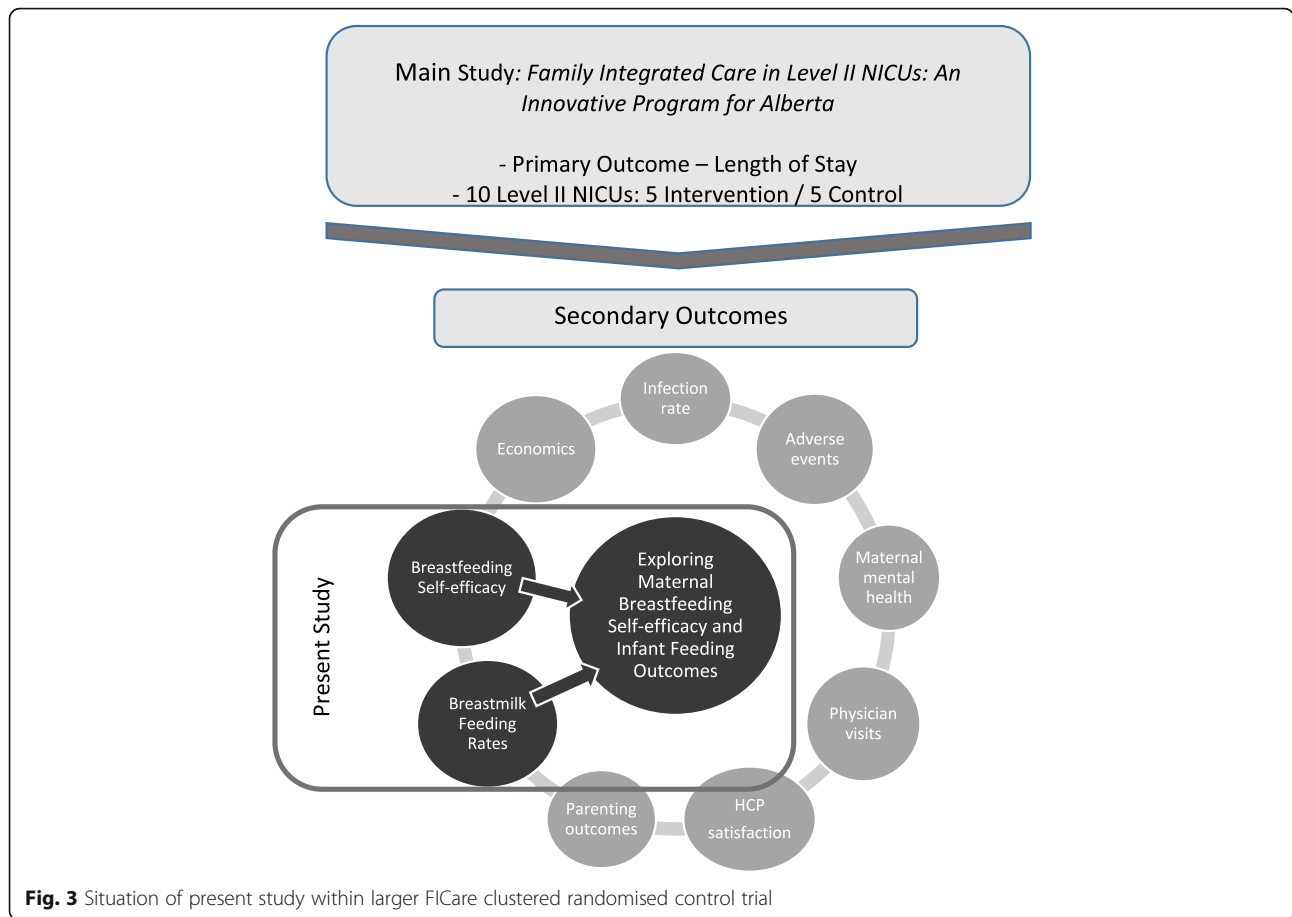 Main Study: Family Integrated Care in Level II NICUs: An
Innovative Program for Alberta
- Primary Outcome – Length of Stay
- 10 Level II NICUs: 5 Intervention / 5 Control
Secondary Outcomes
Infection
rate
Economics
Adverse
events
Present Study
Breastfeeding
Self-efficacy
Exploring
Maternal
Breastfeeding
Self-efficacy and
Infant Feeding
Outcomes
Maternal
mental
health
Breastmilk
Feeding
Rates
Physician
visits
Parenting
outcomes
HCP
satisfaction
Fig. 3 Situation of present study within larger FICare clustered randomised control trial